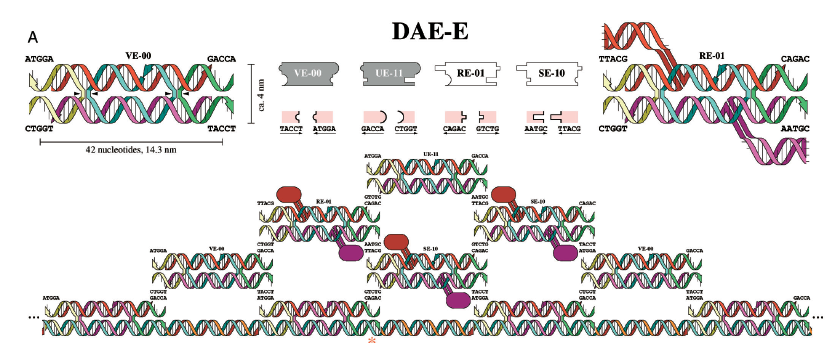 DAE-E
A
VE-00
ATGGA GACCA
CTGGT TACCT
42 nucleotides, 14.3 nm
ca. 4 nm
VE-00 UE-11 RE-01 SE-10
TACCT ATGGA GACCA CTGGT CAGAC GTCTG AATGC TTACG
RE-01
TTACG CAGAC
CTGGT AATGC
UE-11
ATGGA GACCA
GTCTG AATGC
RE-01
TTACG CAGAC
CTGGT AATGC
SE-10
TTACG CAGAC
GTCTG TACCT
VE-00
ATGGA GACCA
CTGGT TACCT
SE-10
TTACG CAGAC
GTCTG TACCT
VE-00
ATGGA GACCA
CTGGT TACCT
... ATGGA GACCA ATGGA CAGAC ATGGA GACCA ATGGA GACCA ...
*